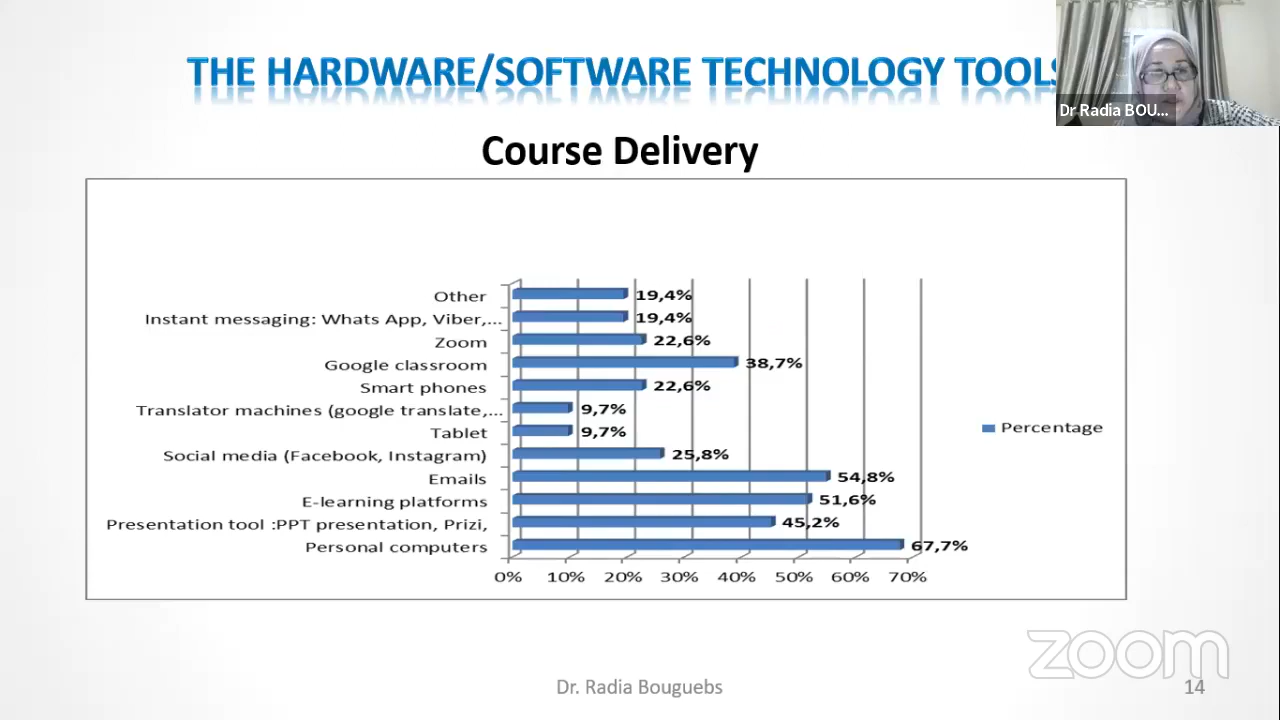 THE HARDWARE/SOFTWARE TECHNOLOGY TOOLS
Dr Radia BOU...
Course Delivery
Other 19,4%
Instant messaging: Whats App, Viber,... 19,4%
Zoom 22,6%
Google classroom 38,7%
Smart phones 22,6%
Translator machines (google translate,... 9,7%
Tablet 9,7%
Social media (Facebook, Instagram) 25,8%
Emails 54,8%
E-learning platforms 51,6%
Presentation tool :PPT presentation, Prizi, 45,2%
Personal computers 67,7%
0% 10% 20% 30% 40% 50% 60% 70%
Percentage
zoom
Dr. Radia Bouguebs
14